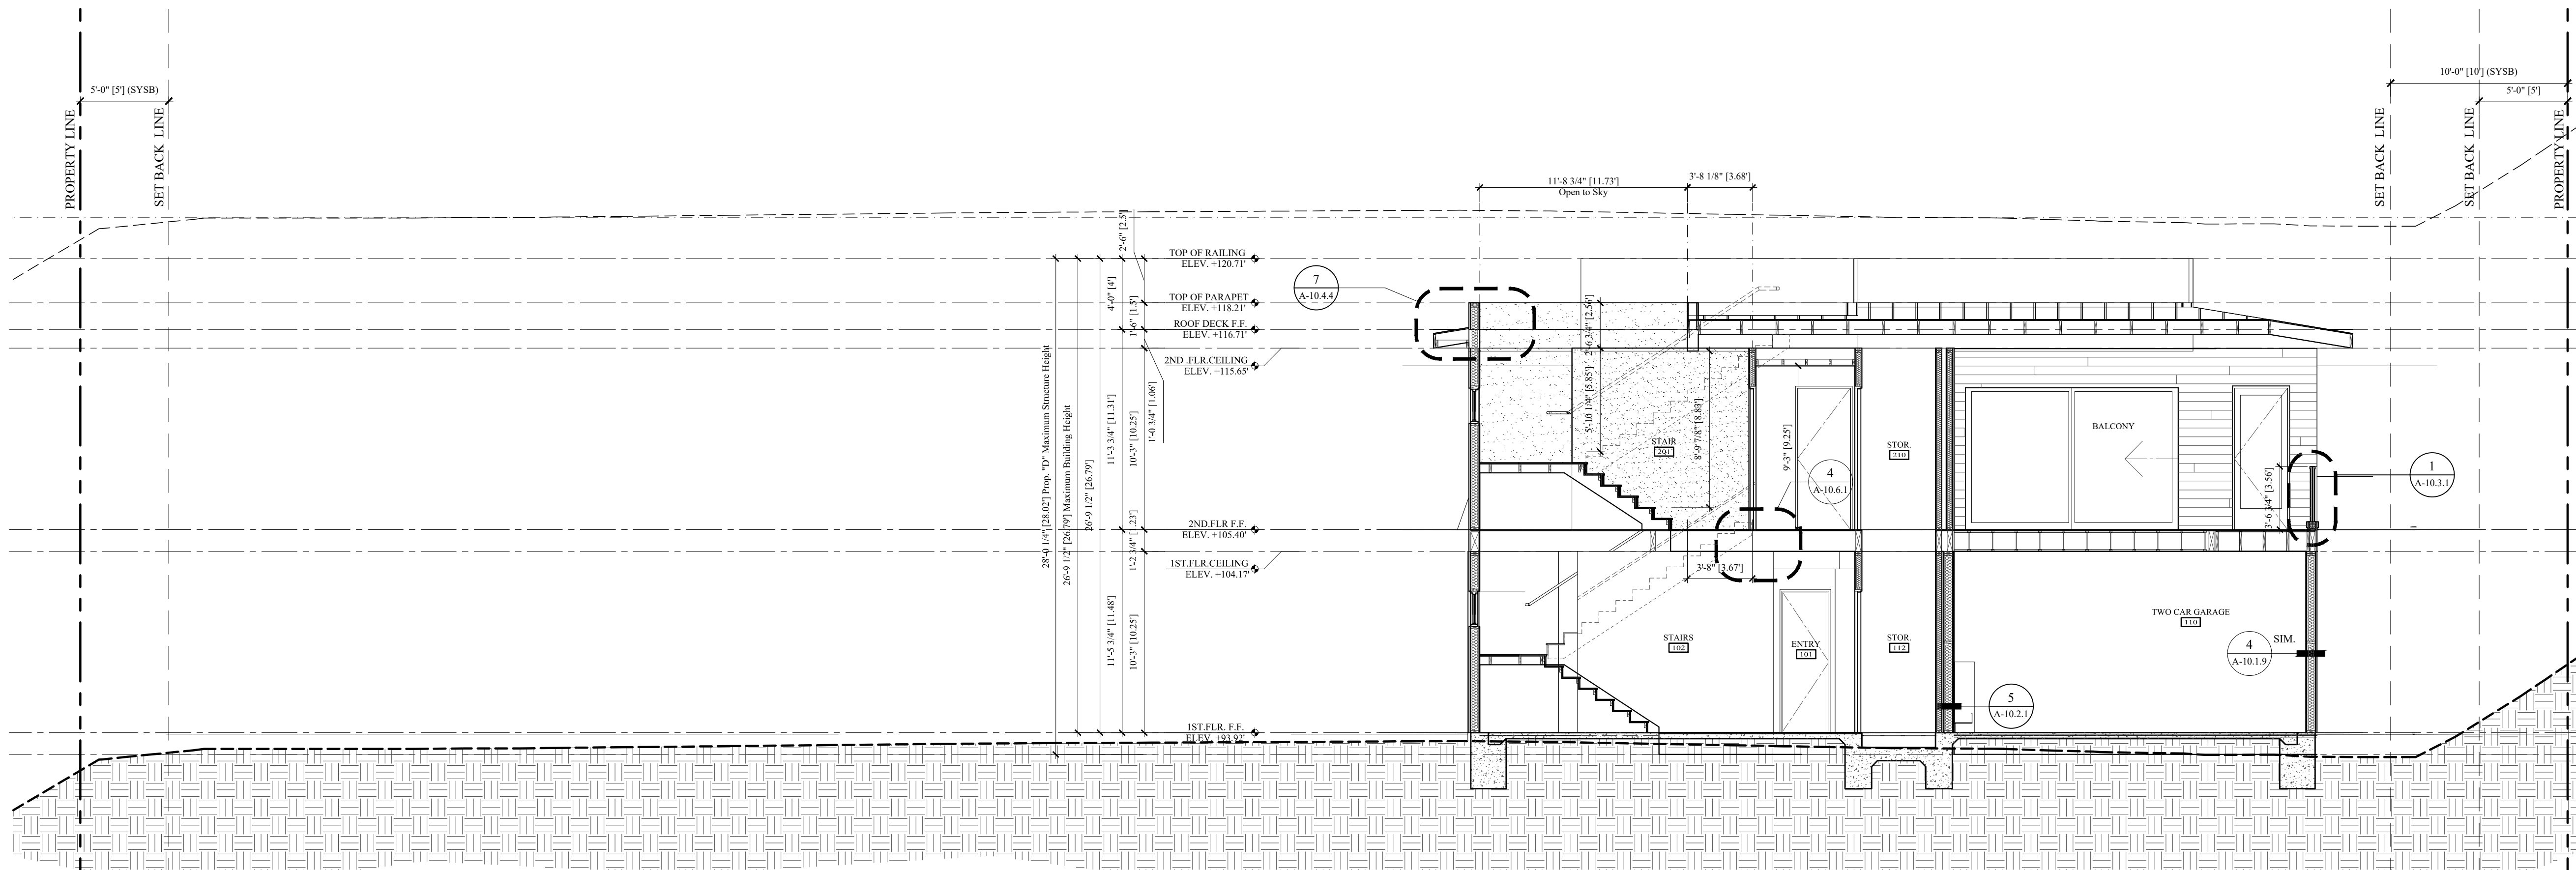 5'-0" [5'] (SYSB)
PROPERTY LINE
SET BACK LINE
10'-0" [10'] (SYSB)
5'-0" [5']
SET BACK LINE
SET BACK LINE
PROPERTY LINE
11'-8 3/4" [11.73']
Open to Sky
3'-8 1/8" [3.68']
2'-6" [2.5']
TOP OF RAILING
ELEV. +120.71'
7
A-10.4.4
4'-0" [4']
1'-6" [1.5']
TOP OF PARAPET
ELEV. +118.21'
ROOF DECK F.F.
ELEV. +116.71'
2ND .FLR.CEILING
ELEV. +115.65'
28'-0 1/4" [28.02'] Prop. "D" Maximum Structure Height
26'-9 1/2" [26.79'] Maximum Building Height
26'-9 1/2" [26.79']
11'-3 3/4" [11.31']
10'-3" [10.25']
1'-0 3/4" [1.06']
2'-6 3/4" [2.56']
5'-10 1/4" [5.85']
8'-9 7/8" [8.83']
9'-3" [9.25']
STAIR
201
STOR.
210
BALCONY
4
A-10.6.1
3'-6 3/4" [3.56']
1
A-10.3.1
2ND.FLR F.F.
ELEV. +105.40'
1'-2 3/4" [1.23']
1ST.FLR.CEILING
ELEV. +104.17'
3'-8" [3.67']
11'-5 3/4" [11.48']
10'-3" [10.25']
STAIRS
102
ENTRY
101
STOR.
112
TWO CAR GARAGE
110
4
A-10.1.9
SIM.
5
A-10.2.1
1ST.FLR. F.F.
ELEV. +93.92'